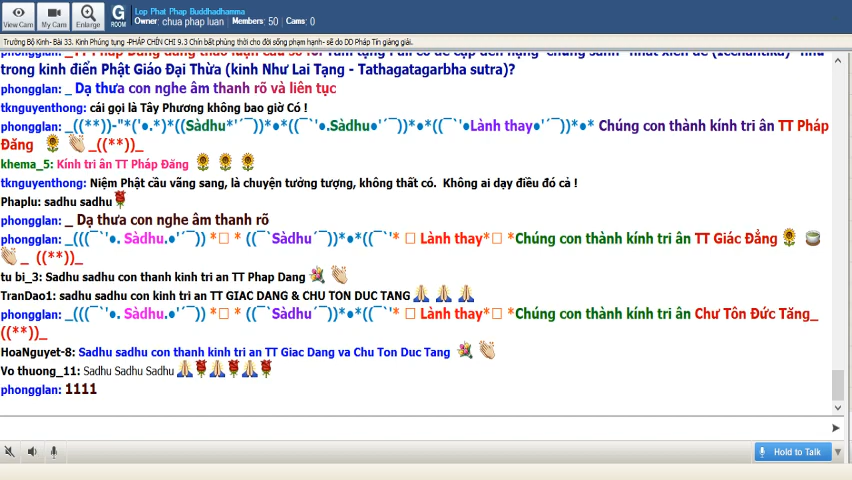 View Cam
My Cam
Enlarge
G
ROOM
Lop Phat Phap Buddhadhamma
Owner: chua phap luan | Members: 50 | Cams: 0
Trường Bộ Kinh- Bài 33. Kinh Phúng tụng -PHÁP CHÍN CHI 9.3 Chín bất phùng thời cho đời sống phạm hạnh- sẽ do DD Pháp Tín giảng giải.
trong kinh điển Phật Giáo Đại Thừa (kinh Như Lai Tạng - Tathagatagarbha sutra)?
phongglan: _ Dạ thưa con nghe âm thanh rõ và liên tục
tknguyenthong: cái gọi là Tây Phương không bao giờ Có !
phongglan: _((**))-"*('●.*)*((Sàdhu*'´¯))*●*((¯`'●.Sàdhu●'´¯))*●*((¯`'●Lành thay●'´¯))*●* Chúng con thành kính tri ân TT Pháp
Đăng 🌻 👏 _((**))_
khema_5: Kính tri ân TT Pháp Đăng 🌻 🌻 🌻
tknguyenthong: Niệm Phật cầu vãng sang, là chuyện tưởng tượng, không thất có. Không ai dạy điều đó cả !
Phaplu: sadhu sadhu🌹
phongglan: _ Dạ thưa con nghe âm thanh rõ
phongglan: _(((¯`'●. Sàdhu.●'´¯)) *□ * ((¯`Sàdhu´¯))*●*((¯`'* □ Lành thay*□ *Chúng con thành kính tri ân TT Giác Đẳng 🌻 🍵
👏 _ ((**))_
tu bi_3: Sadhu sadhu con thanh kinh tri an TT Phap Dang 💐 👏
TranDao1: sadhu sadhu con kinh tri an TT GIAC DANG & CHU TON DUC TANG 🙏 🙏 🙏
phongglan: _(((¯`'●. Sàdhu.●'´¯)) *□ * ((¯`Sàdhu´¯))*●*((¯`'* □ Lành thay*□ *Chúng con thành kính tri ân Chư Tôn Đức Tăng_
((**))_
HoaNguyet-8: Sadhu sadhu con thanh kinh tri an TT Giac Dang va Chu Ton Duc Tang 💐 👏
Vo thuong_11: Sadhu Sadhu Sadhu 🙏🌹🙏🌹🙏🌹
phongglan: 1111
Hold to Talk